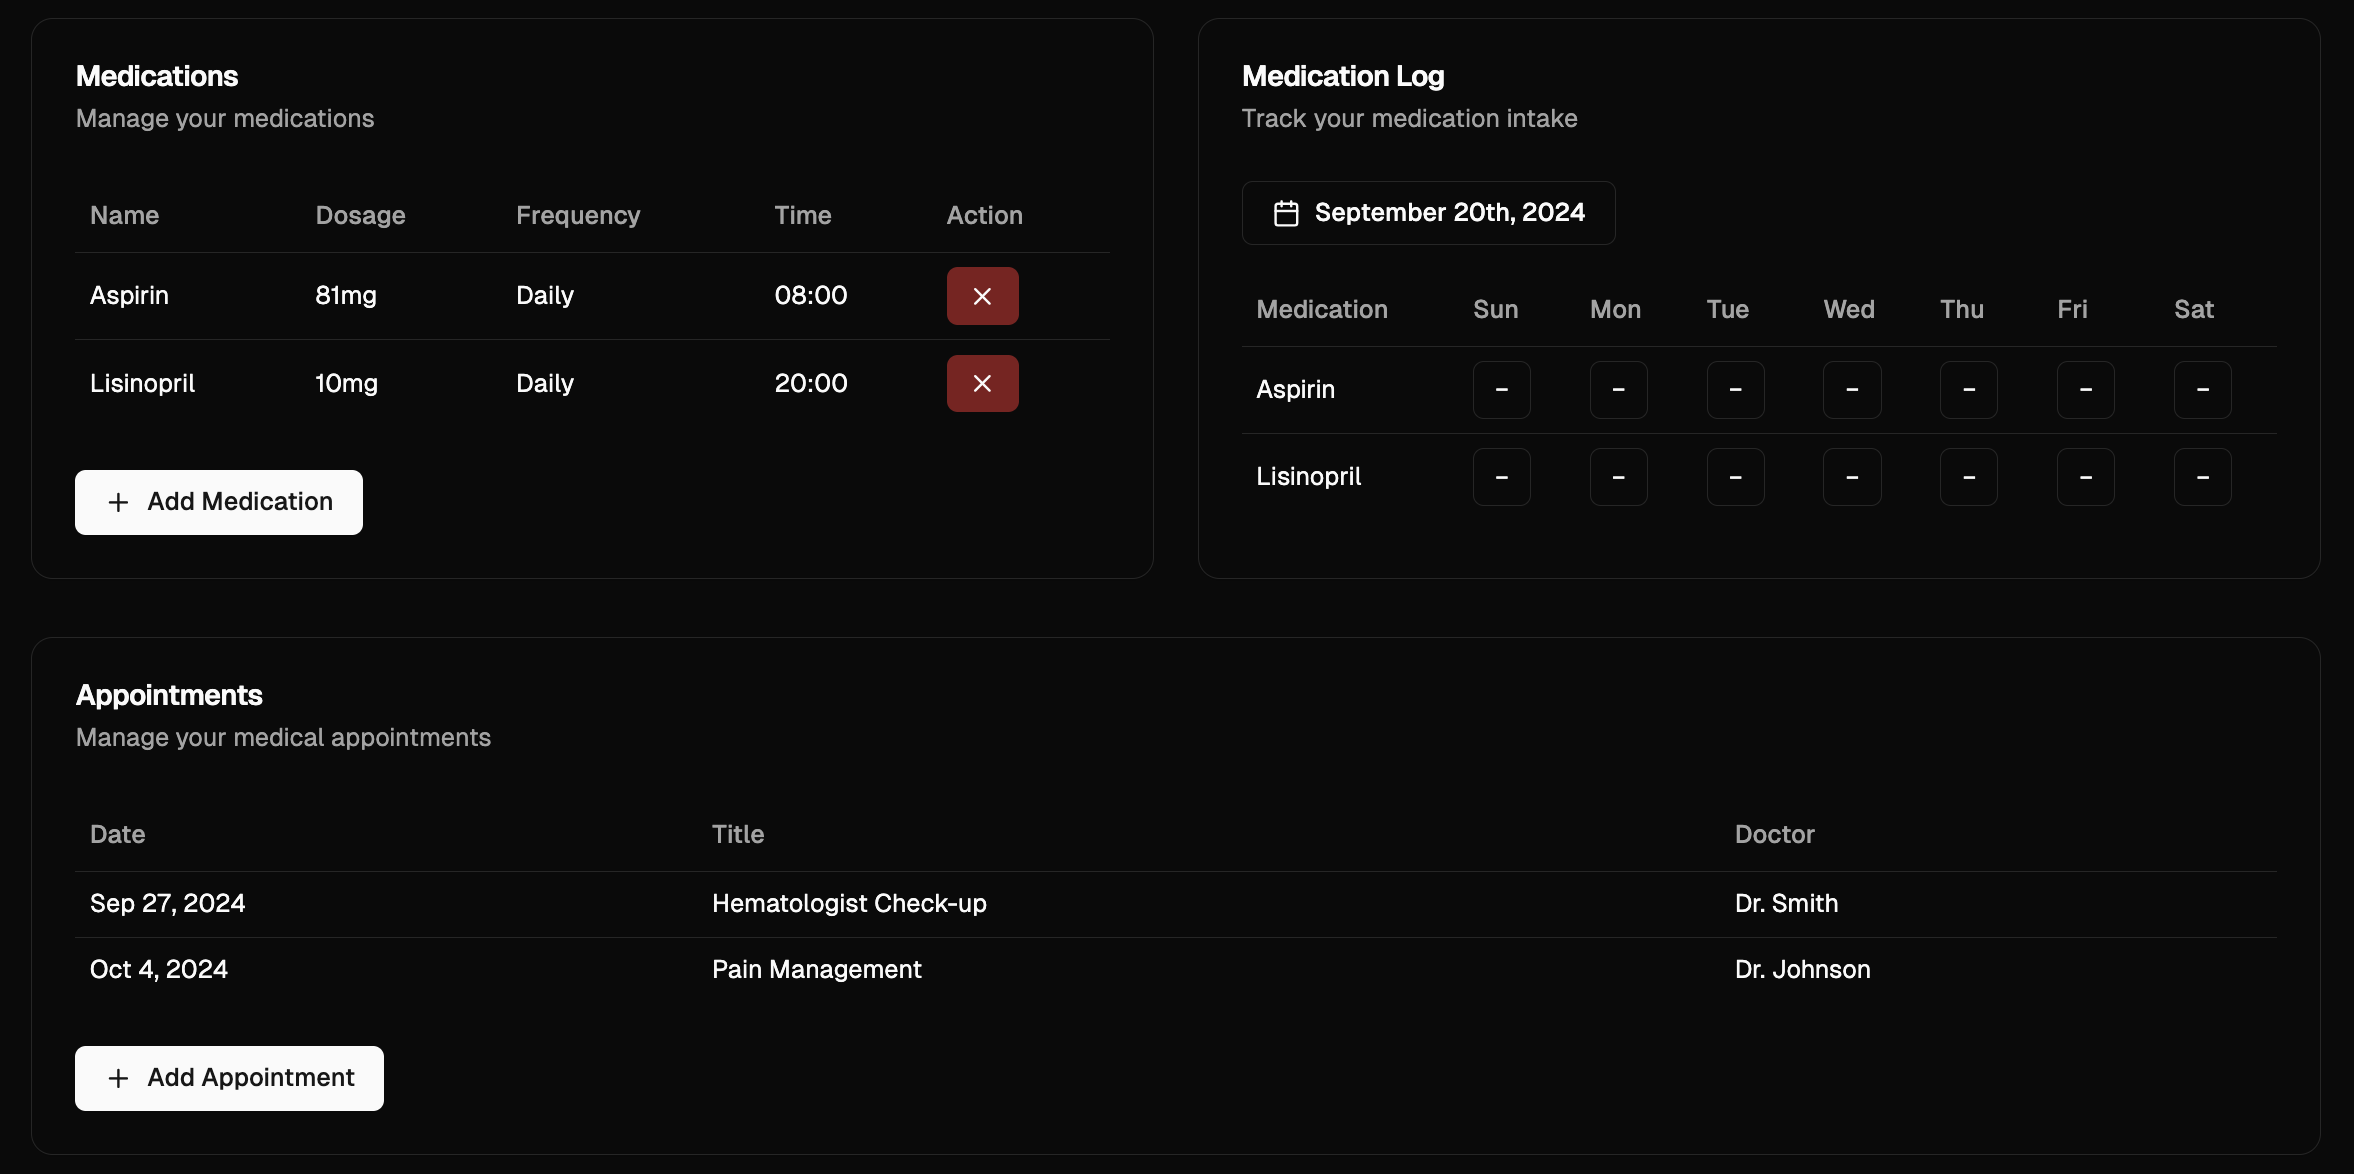 Medications
Manage your medications
Name Dosage Frequency Time Action
Aspirin 81mg Daily 08:00
Lisinopril 10mg Daily 20:00
+ Add Medication
Medication Log
Track your medication intake
September 20th, 2024
Medication Sun Mon Tue Wed Thu Fri Sat
Aspirin - - - - - - -
Lisinopril - - - - - - -
Appointments
Manage your medical appointments
Date Title Doctor
Sep 27, 2024 Hematologist Check-up Dr. Smith
Oct 4, 2024 Pain Management Dr. Johnson
+ Add Appointment